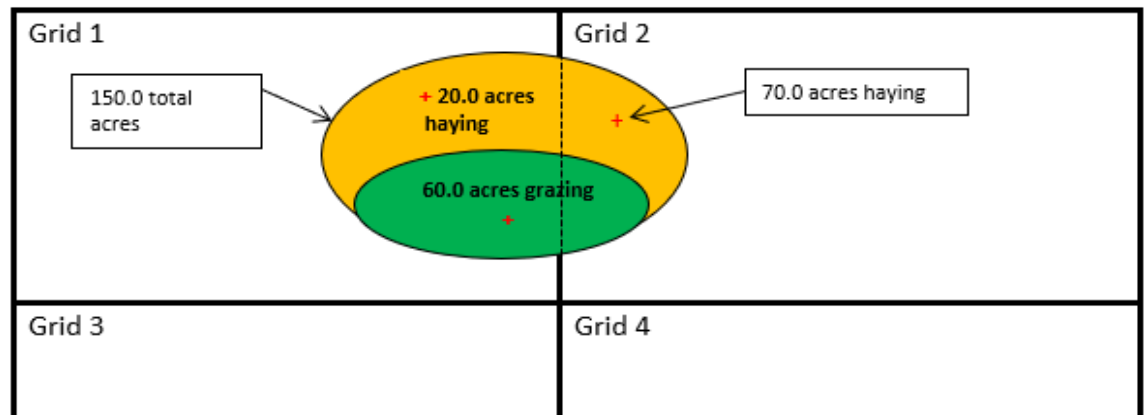 Grid 1
Grid 2
150.0 total
acres
+ 20.0 acres
haying
+
70.0 acres haying
60.0 acres grazing
+
Grid 3
Grid 4